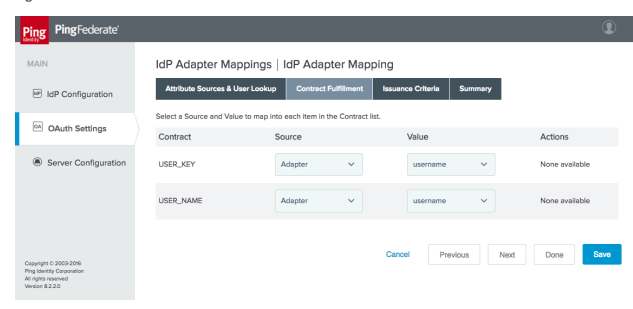 Ping
Identity
PingFederate®
MAIN
IdP Configuration
OA
OAuth Settings
Server Configuration
Copyright © 2003-2016
Ping Identity Corporation
All rights reserved
Version 8.2.2.0
IdP Adapter Mappings | IdP Adapter Mapping
Attribute Sources & User Lookup Contract Fulfillment Issuance Criteria Summary
Select a Source and Value to map into each item in the Contract list.
Contract Source Value Actions
USER_KEY Adapter username None available
USER_NAME Adapter username None available
Cancel Previous Next Done Save